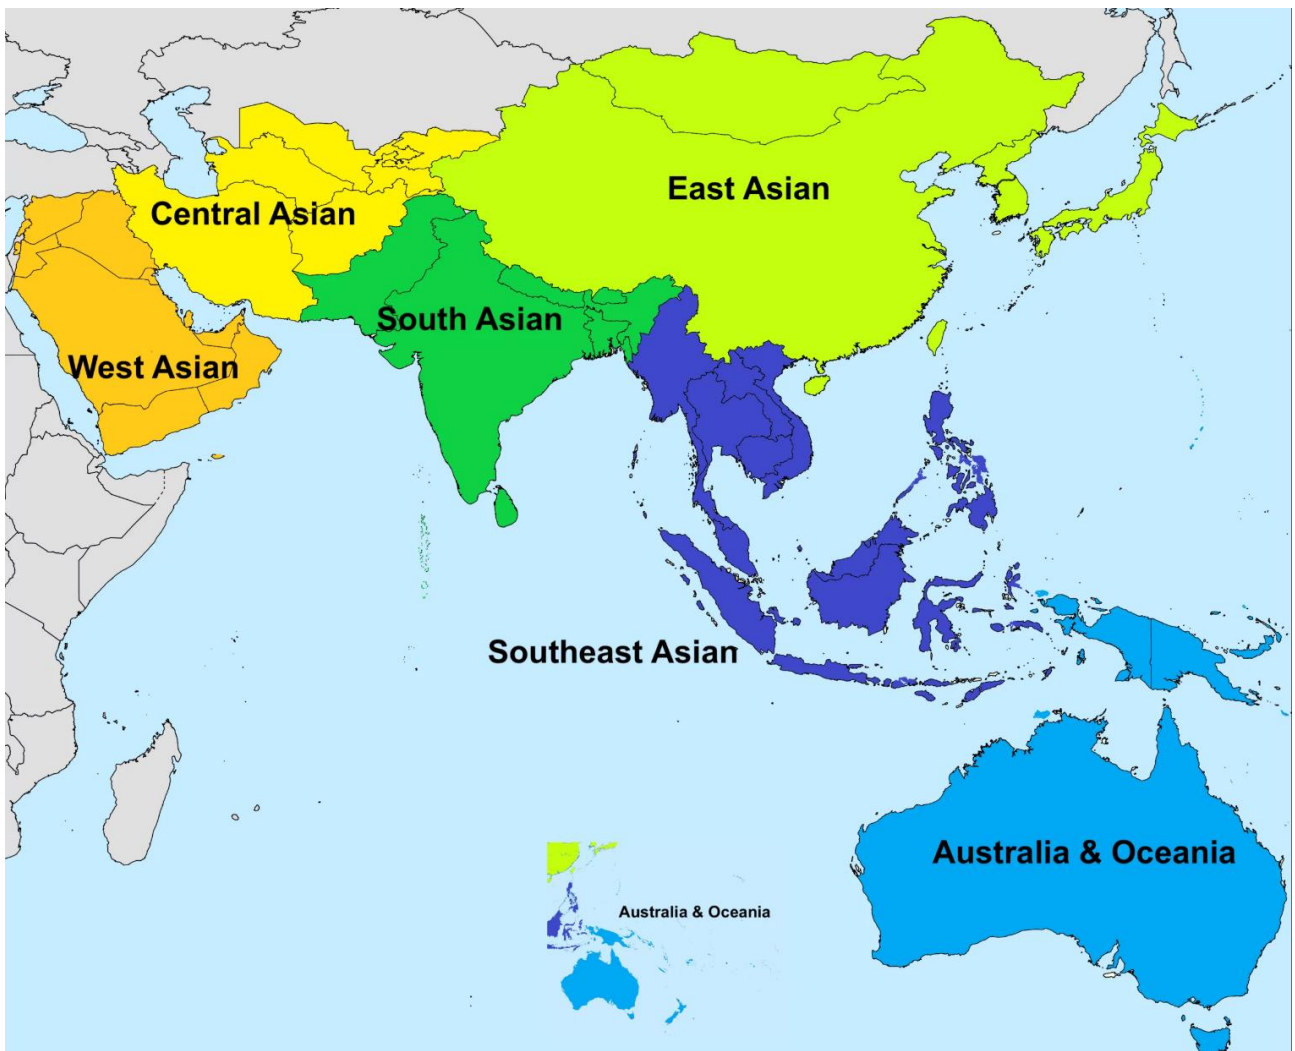 East Asian
Central Asian
South Asian
West Asian
Southeast Asian
Australia & Oceania
Australia & Oceania